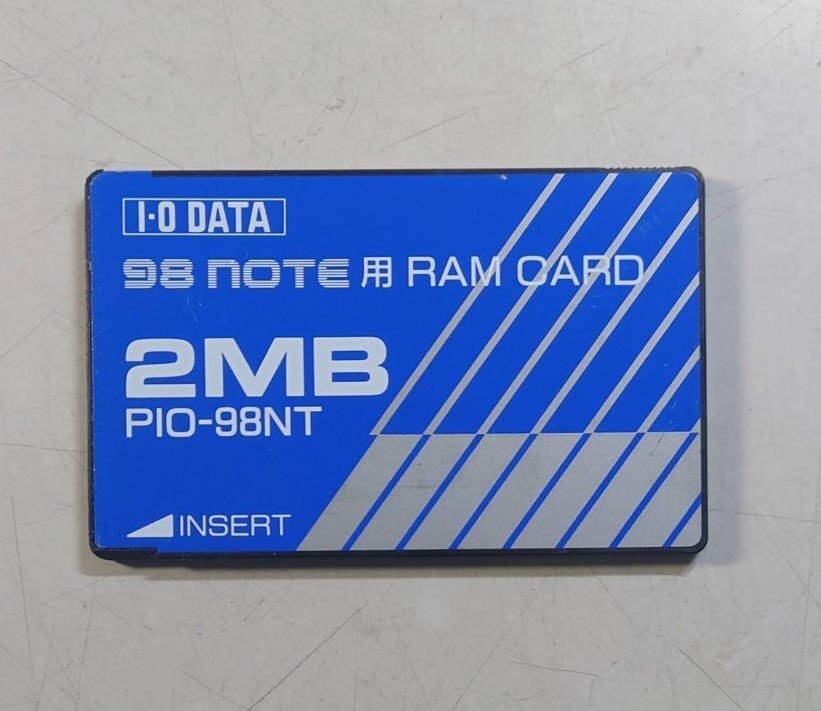 I·O DATA
98 NOTE用 RAM CARD
2MB
PIO-98NT
INSERT